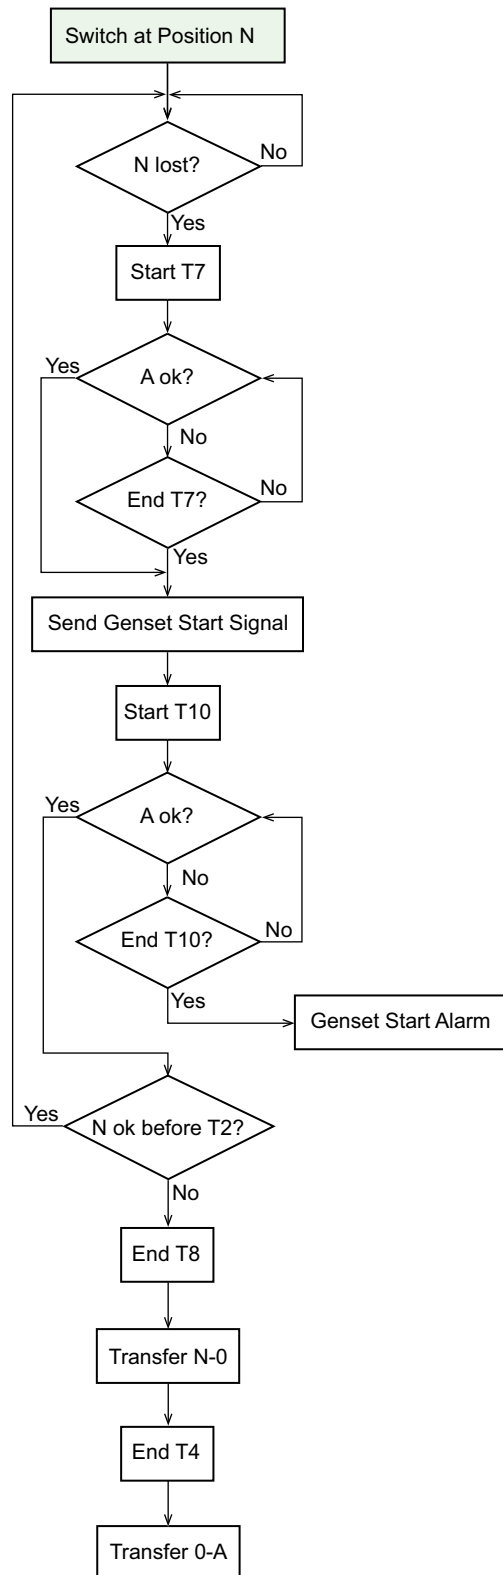 Switch at Position N
N lost?
No
Yes
Start T7
Yes
A ok?
No
End T7?
No
Yes
Send Genset Start Signal
Start T10
Yes
A ok?
No
End T10?
No
Yes
Genset Start Alarm
Yes
N ok before T2?
No
End T8
Transfer N-0
End T4
Transfer 0-A